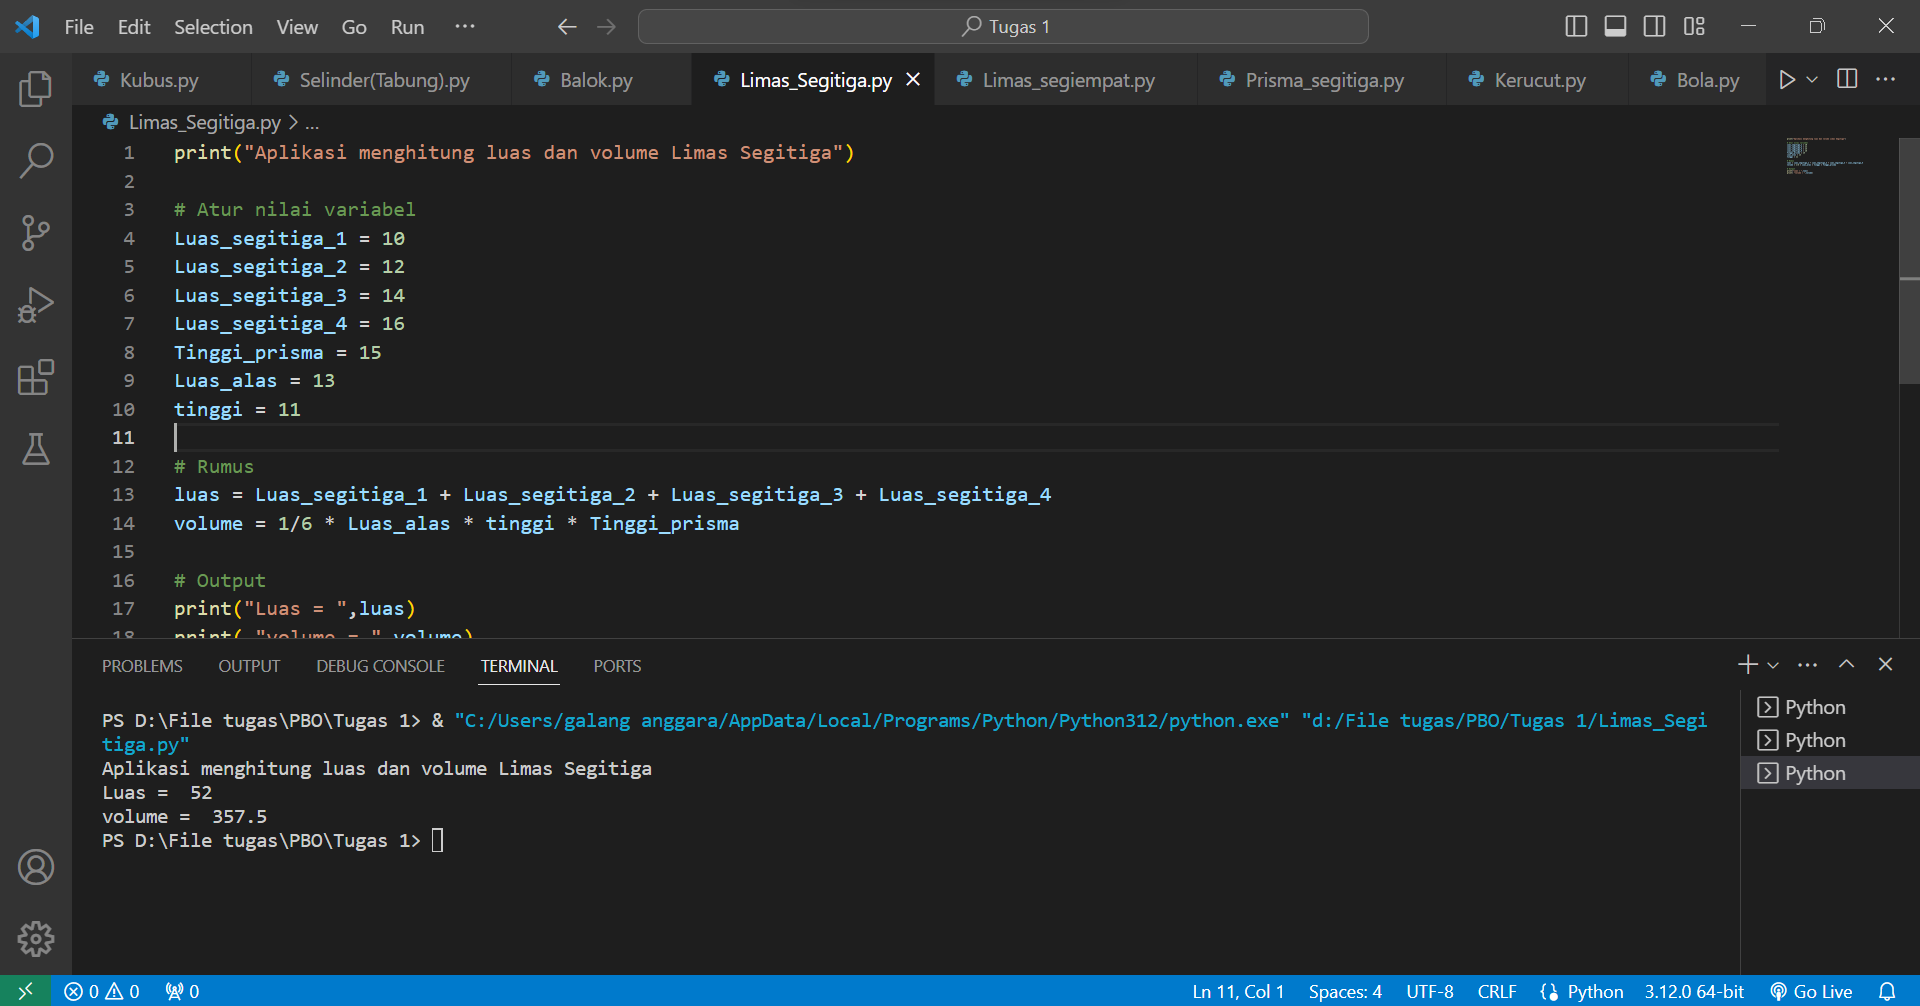 File Edit Selection View Go Run ··· Tugas 1
Kubus.py Selinder(Tabung).py Balok.py Limas_Segitiga.py Limas_segiempat.py Prisma_segitiga.py Kerucut.py Bola.py
Limas_Segitiga.py > ...
1 print("Aplikasi menghitung luas dan volume Limas Segitiga")
2
3 # Atur nilai variabel
4 Luas_segitiga_1 = 10
5 Luas_segitiga_2 = 12
6 Luas_segitiga_3 = 14
7 Luas_segitiga_4 = 16
8 Tinggi_prisma = 15
9 Luas_alas = 13
10 tinggi = 11
11
12 # Rumus
13 luas = Luas_segitiga_1 + Luas_segitiga_2 + Luas_segitiga_3 + Luas_segitiga_4
14 volume = 1/6 * Luas_alas * tinggi * Tinggi_prisma
15
16 # Output
17 print("Luas = ",luas)
18 print( "volume = ",volume)
PROBLEMS OUTPUT DEBUG CONSOLE TERMINAL PORTS
PS D:\File tugas\PBO\Tugas 1> & "C:/Users/galang anggara/AppData/Local/Programs/Python/Python312/python.exe" "d:/File tugas/PBO/Tugas 1/Limas_Segi
tiga.py"
Aplikasi menghitung luas dan volume Limas Segitiga
Luas =  52
volume =  357.5
PS D:\File tugas\PBO\Tugas 1>
Python
Python
Python
0 0 0 Ln 11, Col 1 Spaces: 4 UTF-8 CRLF Python 3.12.0 64-bit Go Live